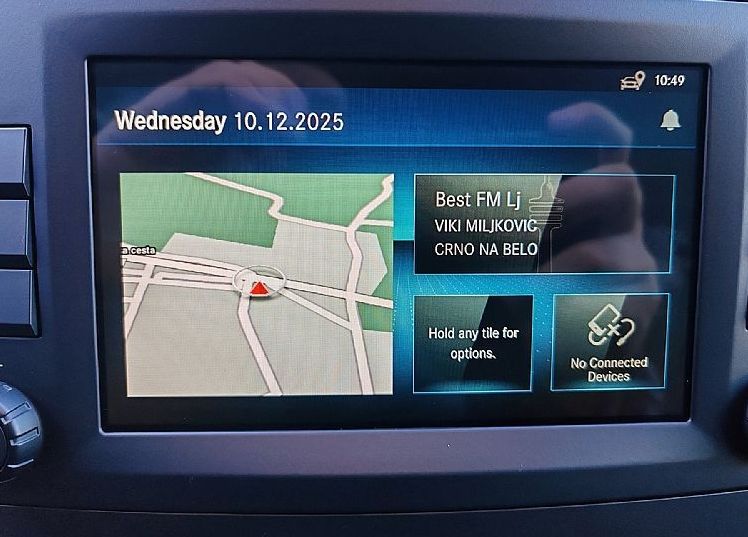 10:49
Wednesday 10.12.2025
a cesta
Best FM Lj
VIKI MILJKOVIC
CRNO NA BELO
Hold any tile for
options.
No Connected
Devices